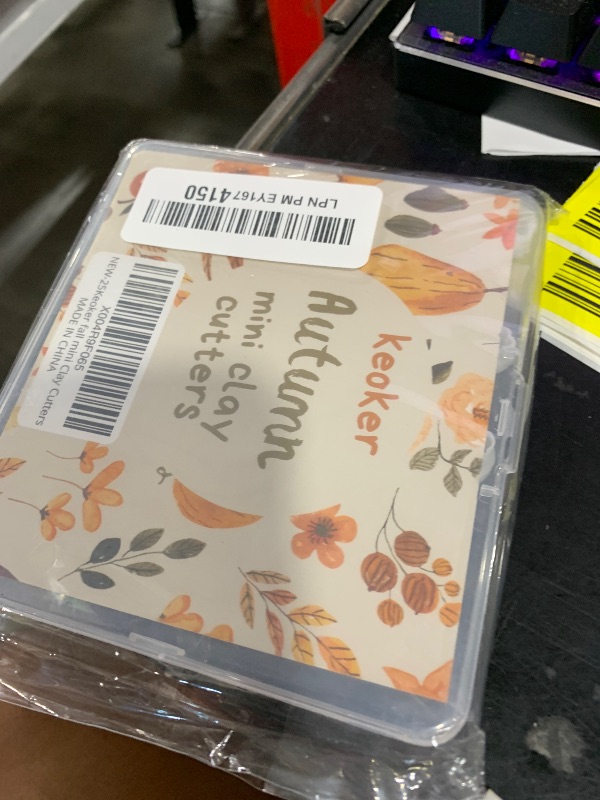 LPN PM EY1674150
X004R9F065
NEW-25Keoker fall mini Clay Cutters
MADE IN CHINA
keoker
Autumn
mini clay
cutters